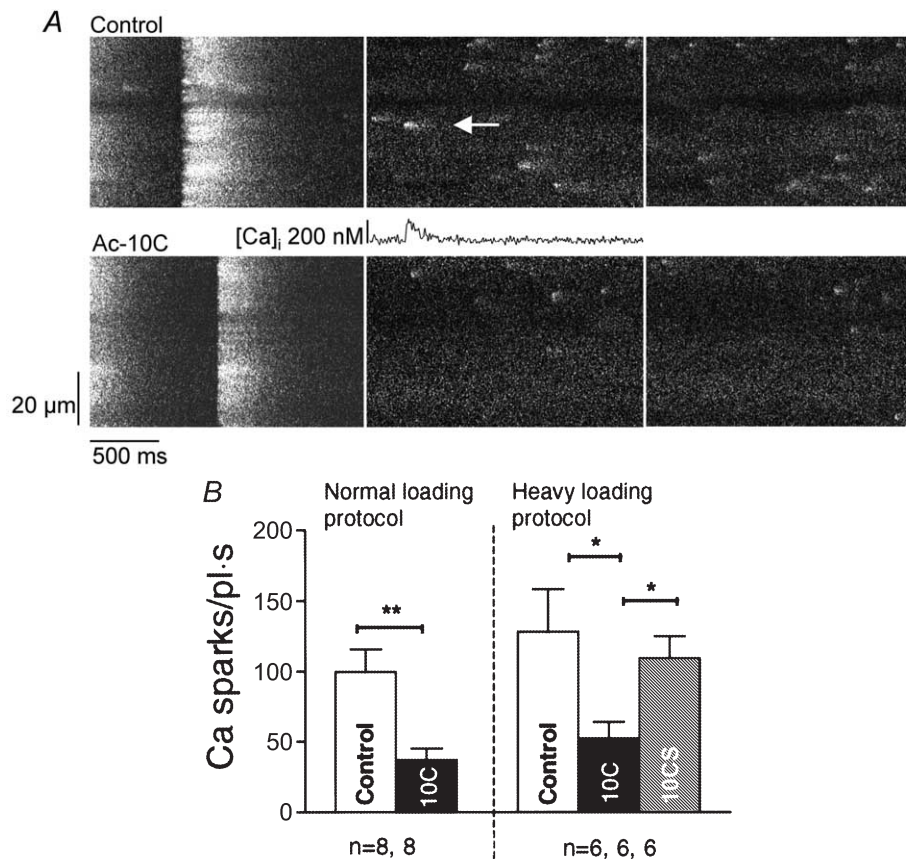 A
Control
[Ca]i 200 nM
Ac-10C
20 µm
500 ms
B
Normal loading
protocol
Heavy loading
protocol
Ca sparks/pl·s
200
150
100
50
0
**
*
*
Control
10C
Control
10C
10CS
n=8, 8
n=6, 6, 6